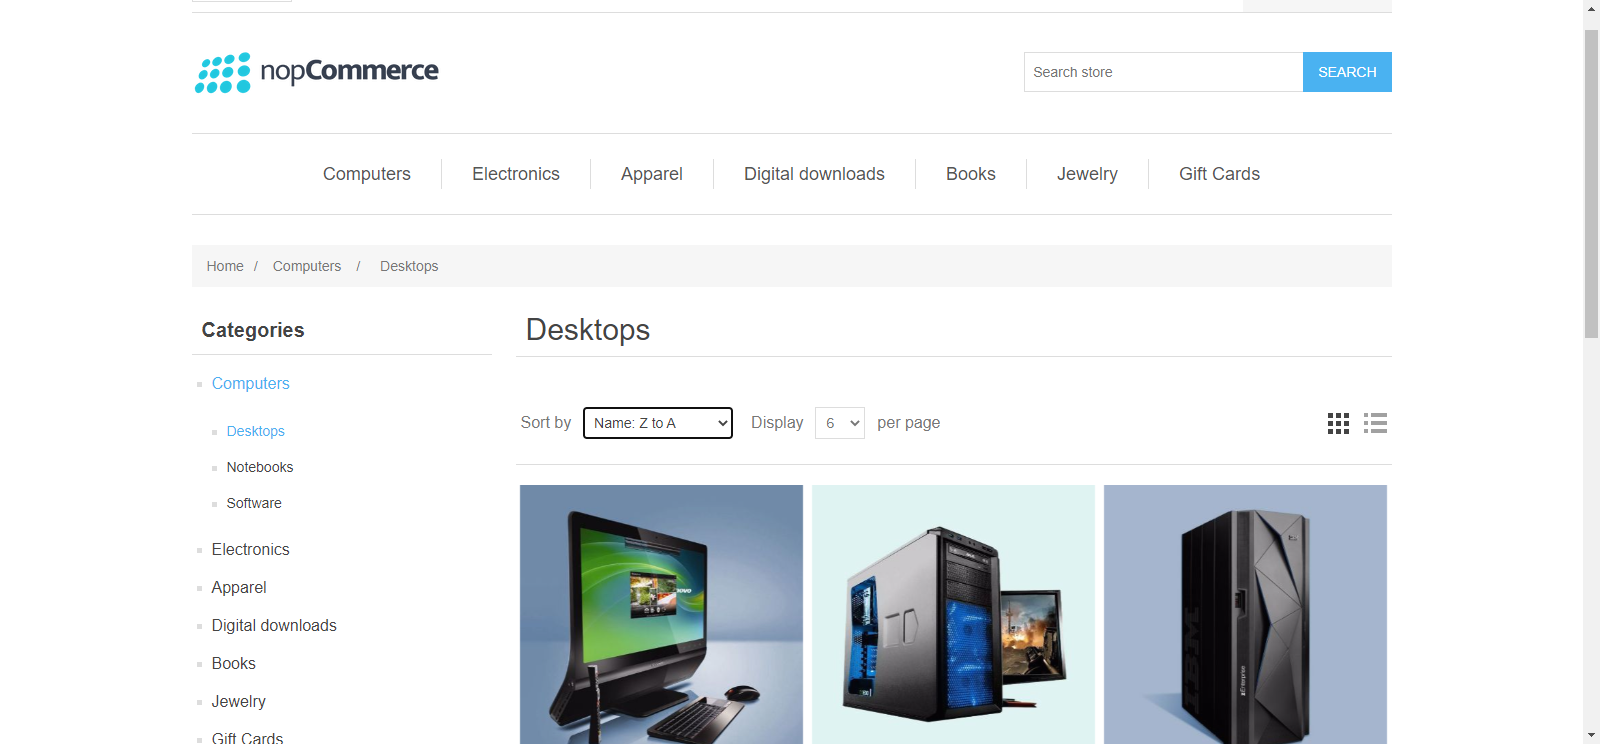 nopCommerce
Search store
SEARCH
Computers
Electronics
Apparel
Digital downloads
Books
Jewelry
Gift Cards
Home / Computers / Desktops
Categories
Computers
Desktops
Notebooks
Software
Electronics
Apparel
Digital downloads
Books
Jewelry
Gift Cards
Desktops
Sort by Name: Z to A Display 6 per page
IBM